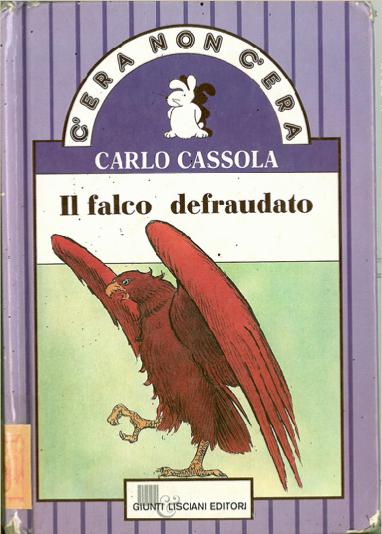 C'ERA NON C'ERA
CARLO CASSOLA
Il falco defraudato
GIUNTI & LISCIANI EDITORI